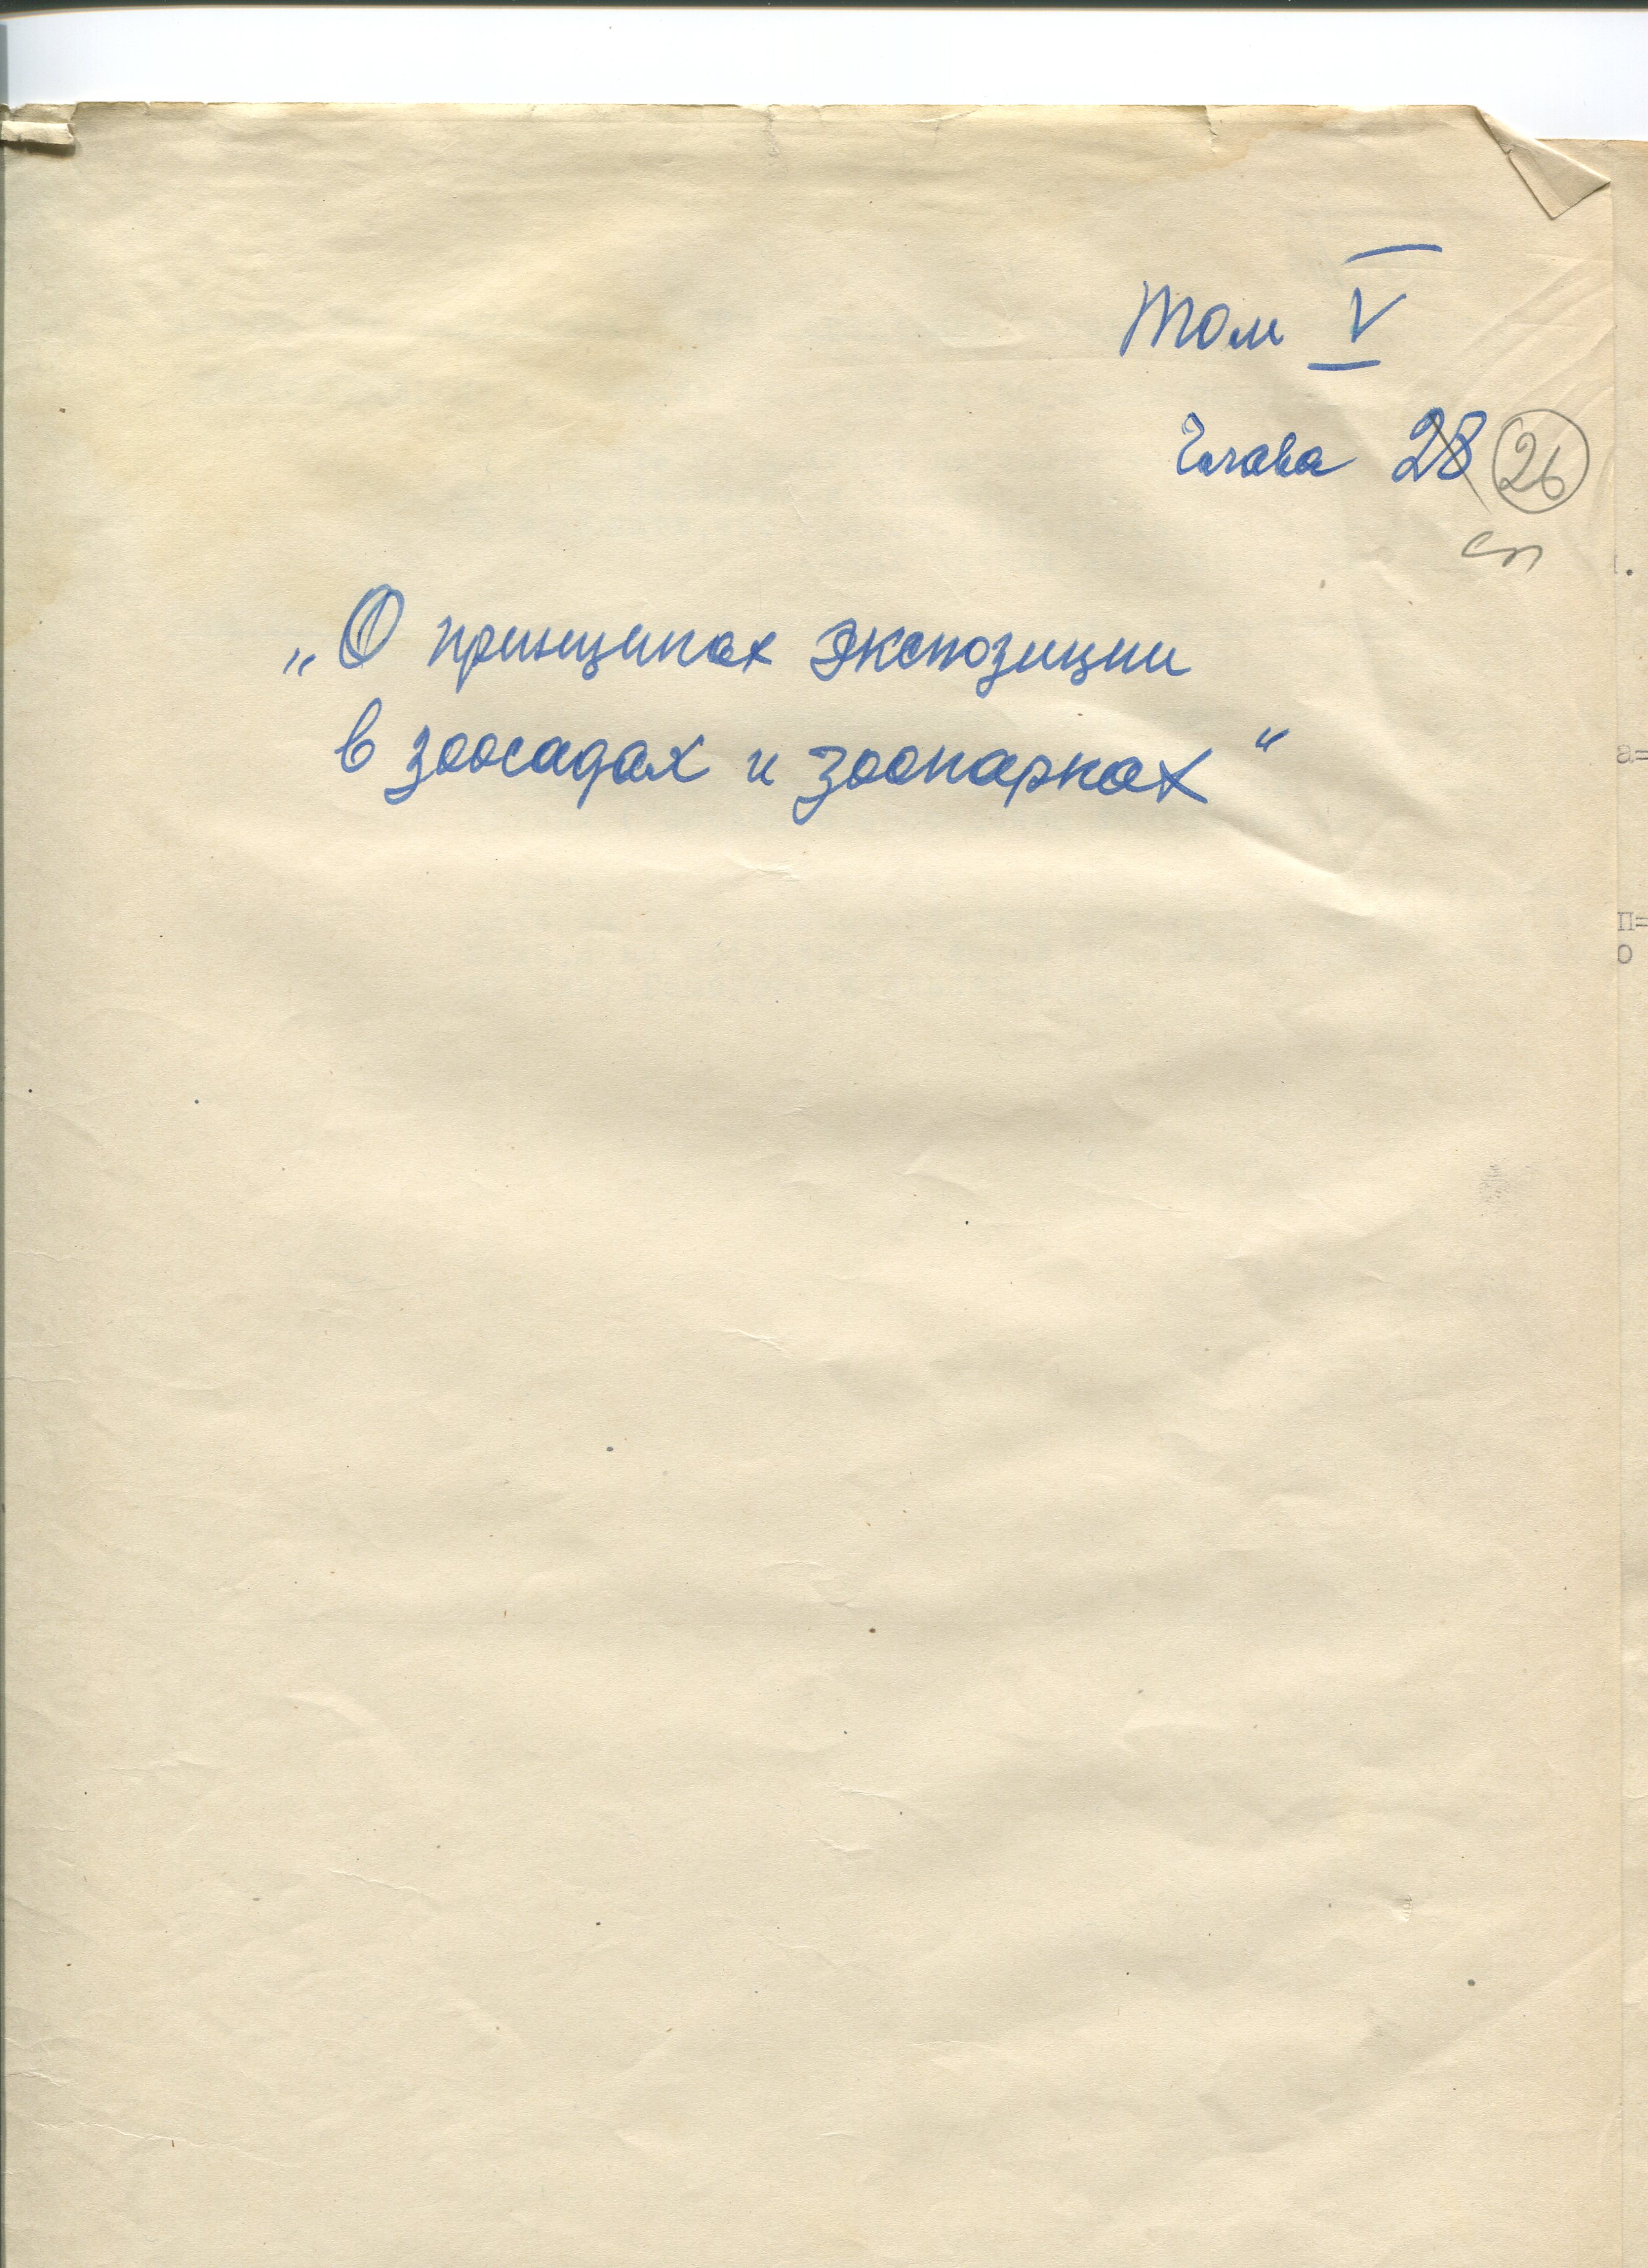 Том V
Глава 28 26
„О принципах экспозиции
в зоосадах и зоопарках“
а=
п=
о